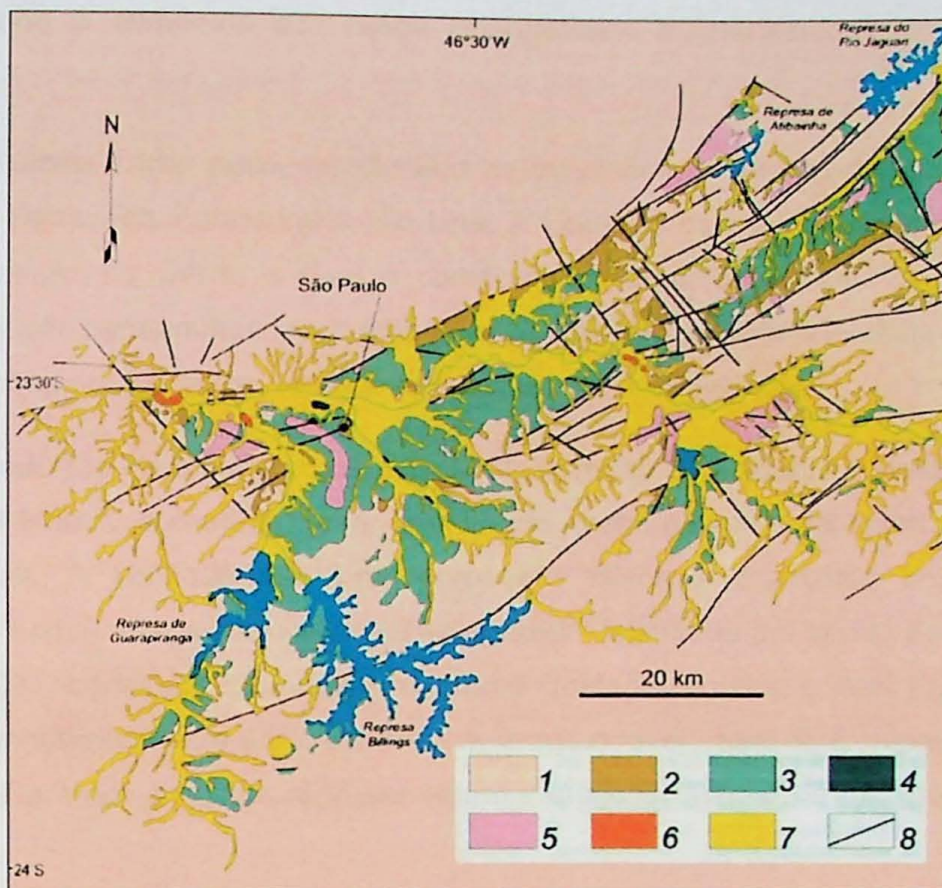 46°30 W
Represa do
Rio Jaguari
Represa de
Atibainha
N
São Paulo
23°30'S
Represa de
Guarapiranga
20 km
Represa
Billings
1
2
3
4
5
6
7
8
24 S